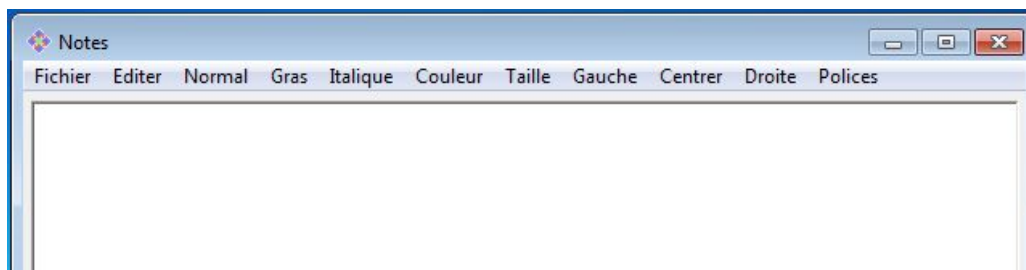 Notes
Fichier Editer Normal Gras Italique Couleur Taille Gauche Centrer Droite Polices